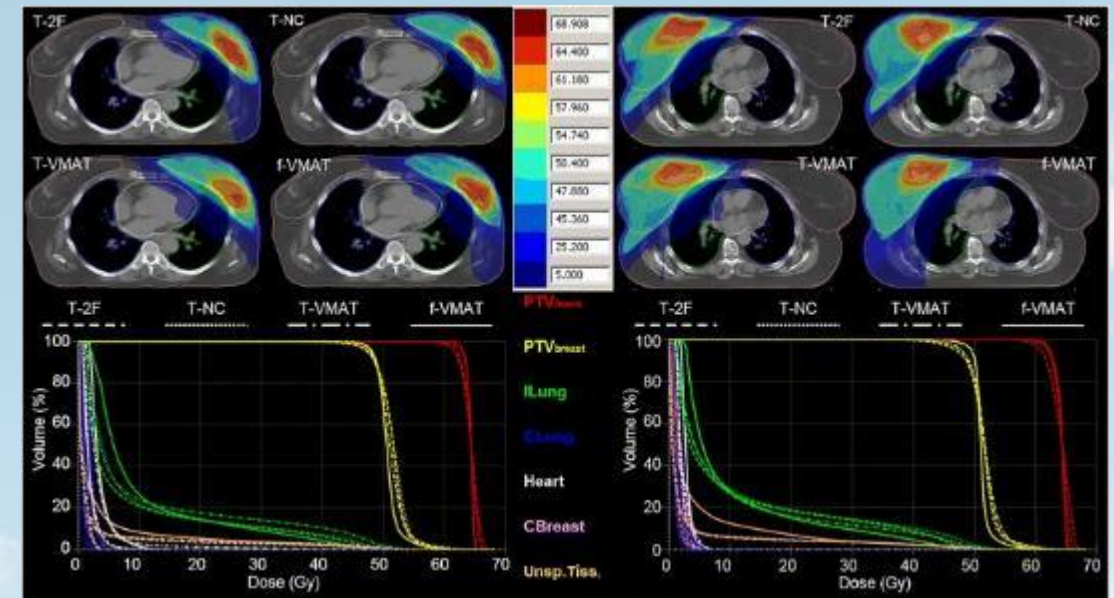 T-2F
T-NC
T-VMAT
f-VMAT
68.908
64.400
61.180
57.960
54.740
50.400
47.880
45.360
25.200
5.000
T-2F
T-NC
T-VMAT
f-VMAT
T-2F
T-NC
T-VMAT
f-VMAT
100
80
60
40
20
0
Volume (%)
0 10 20 30 40 50 60 70
Dose (Gy)
PTV
PTVbreast
ILung
CLung
Heart
CBreast
Unsp.Tiss.
T-2F
T-NC
T-VMAT
f-VMAT
100
80
60
40
20
0
Volume (%)
0 10 20 30 40 50 60 70
Dose (Gy)